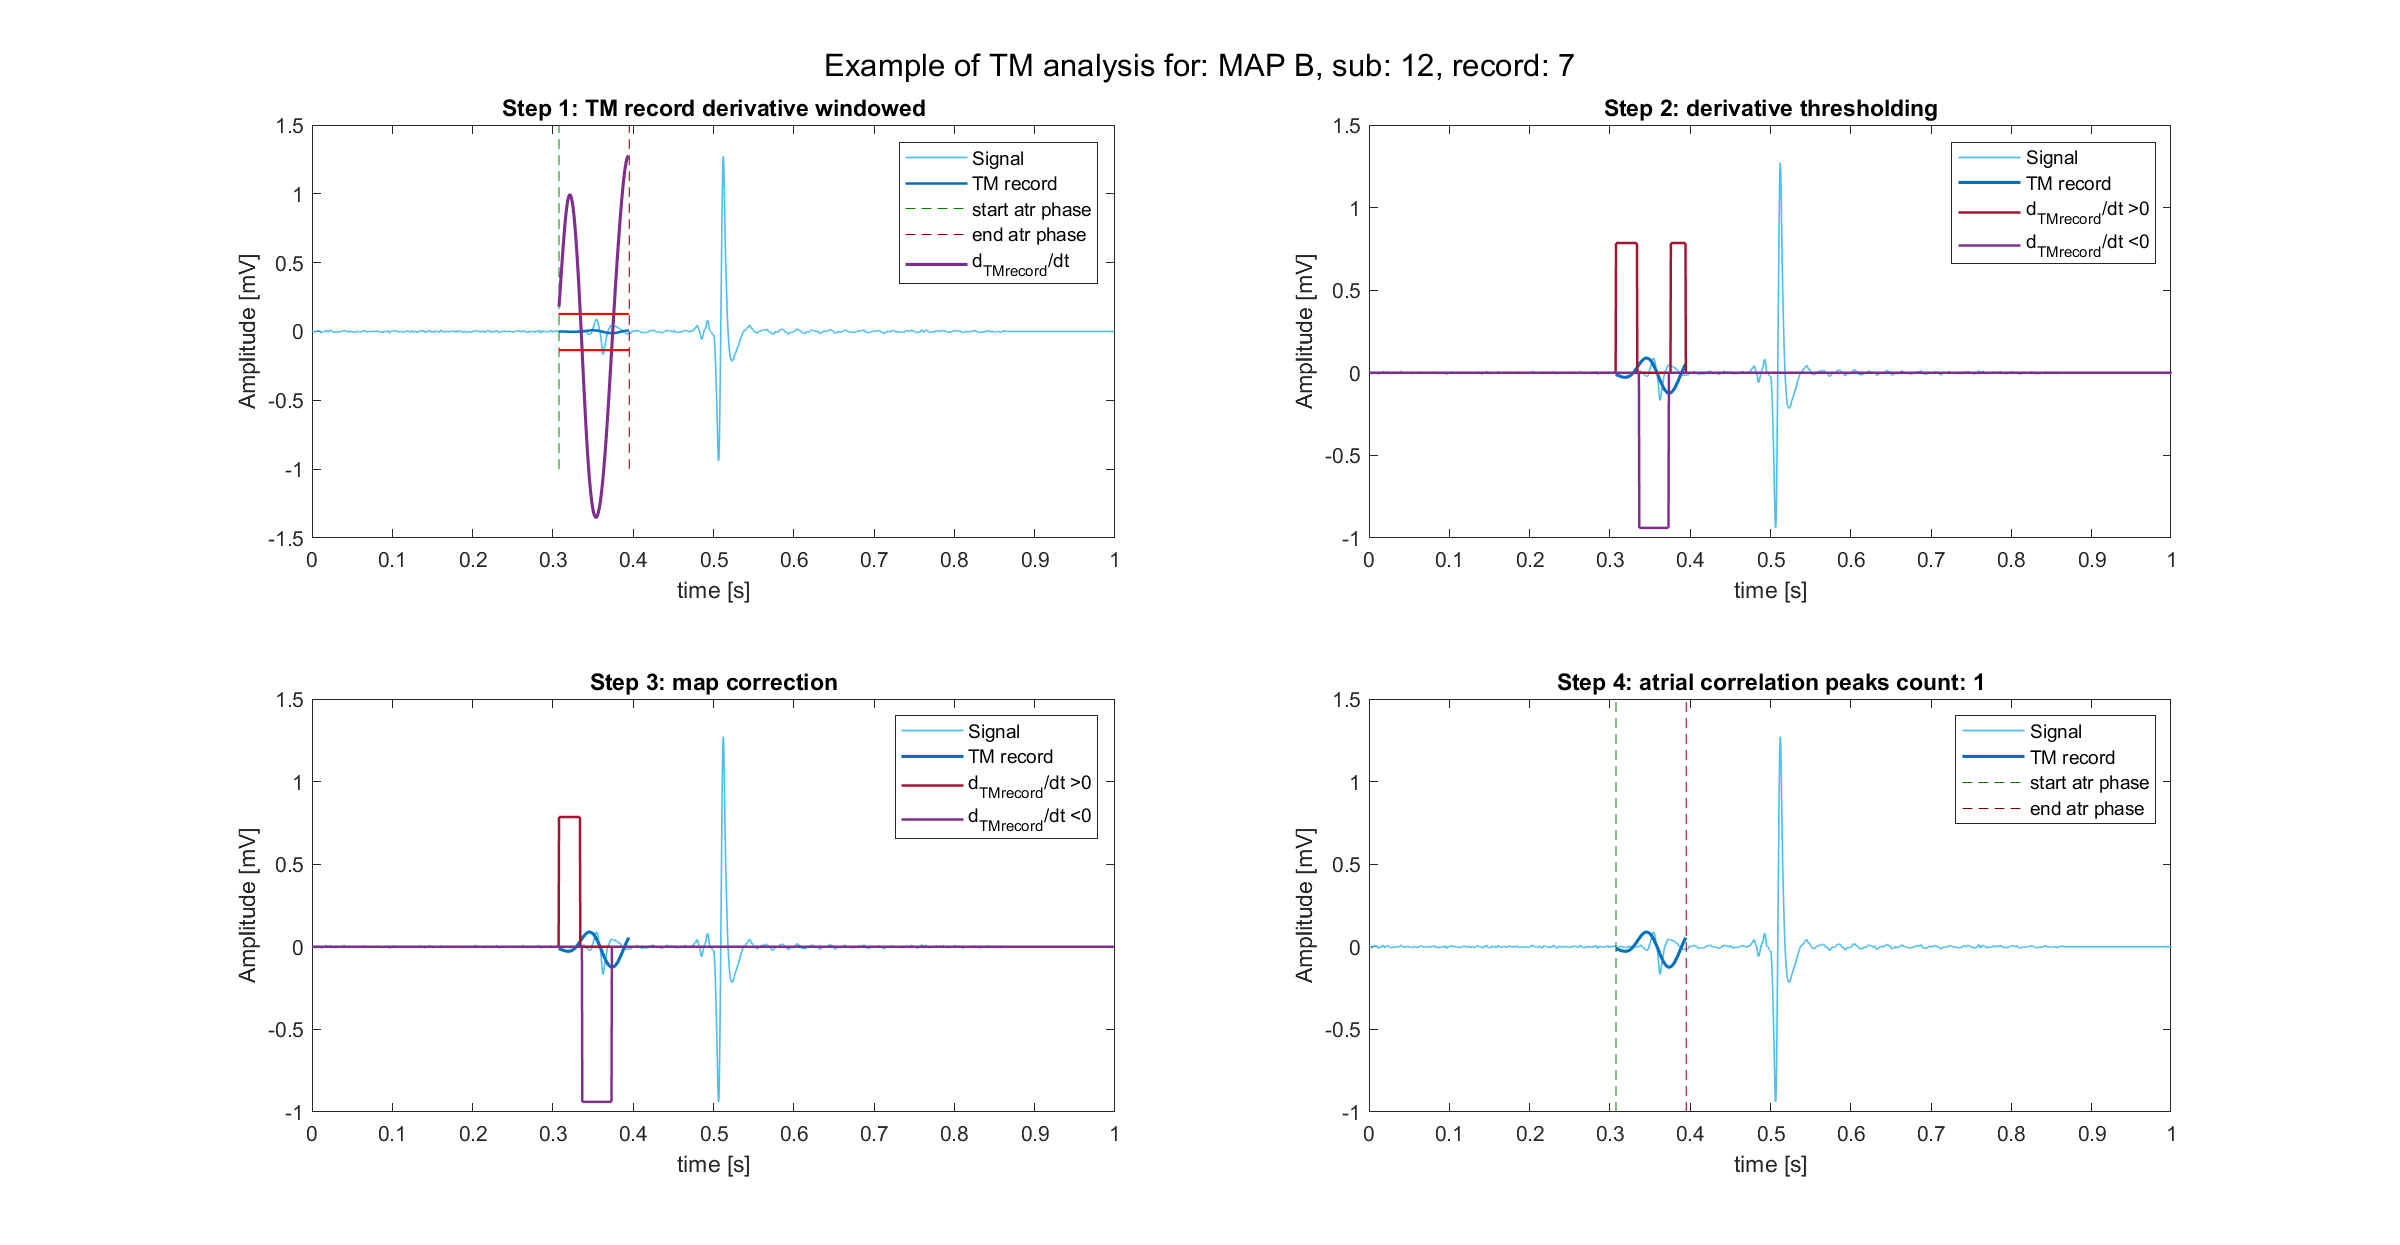 Example of TM analysis for: MAP B, sub: 12, record: 7
Step 1: TM record derivative windowed
1.5
1
0.5
0
-0.5
-1
-1.5
Amplitude [mV]
0 0.1 0.2 0.3 0.4 0.5 0.6 0.7 0.8 0.9 1
time [s]
Signal
TM record
start atr phase
end atr phase
dTMrecord/dt
Step 2: derivative thresholding
1.5
1
0.5
0
-0.5
-1
Amplitude [mV]
0 0.1 0.2 0.3 0.4 0.5 0.6 0.7 0.8 0.9 1
time [s]
Signal
TM record
dTMrecord/dt >0
dTMrecord/dt <0
Step 3: map correction
1.5
1
0.5
0
-0.5
-1
Amplitude [mV]
0 0.1 0.2 0.3 0.4 0.5 0.6 0.7 0.8 0.9 1
time [s]
Signal
TM record
dTMrecord/dt >0
dTMrecord/dt <0
Step 4: atrial correlation peaks count: 1
1.5
1
0.5
0
-0.5
-1
Amplitude [mV]
0 0.1 0.2 0.3 0.4 0.5 0.6 0.7 0.8 0.9 1
time [s]
Signal
TM record
start atr phase
end atr phase